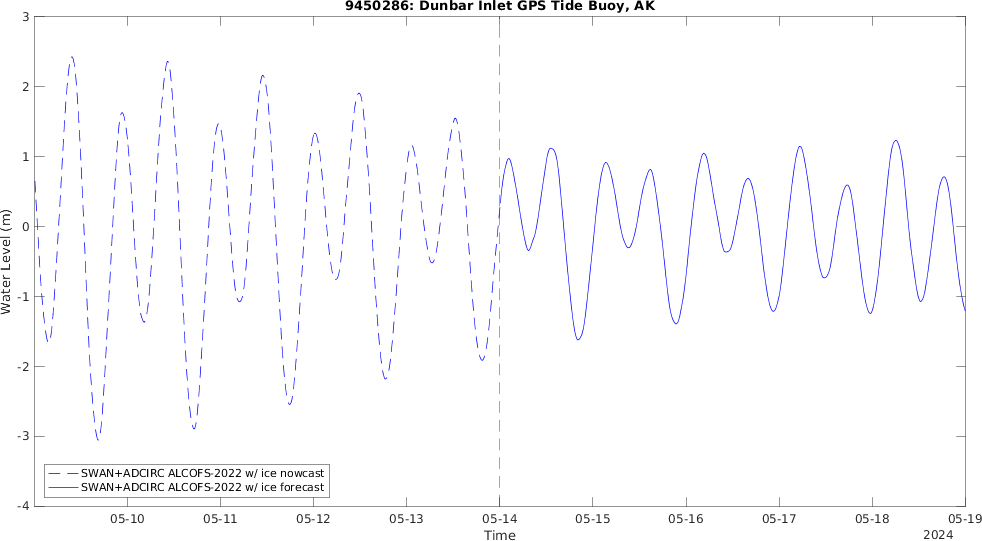 9450286: Dunbar Inlet GPS Tide Buoy, AK
3
2
1
0
-1
-2
-3
-4
Water Level (m)
SWAN+ADCIRC ALCOFS-2022 w/ ice nowcast
SWAN+ADCIRC ALCOFS-2022 w/ ice forecast
05-10 05-11 05-12 05-13 05-14 05-15 05-16 05-17 05-18 05-19
Time
2024